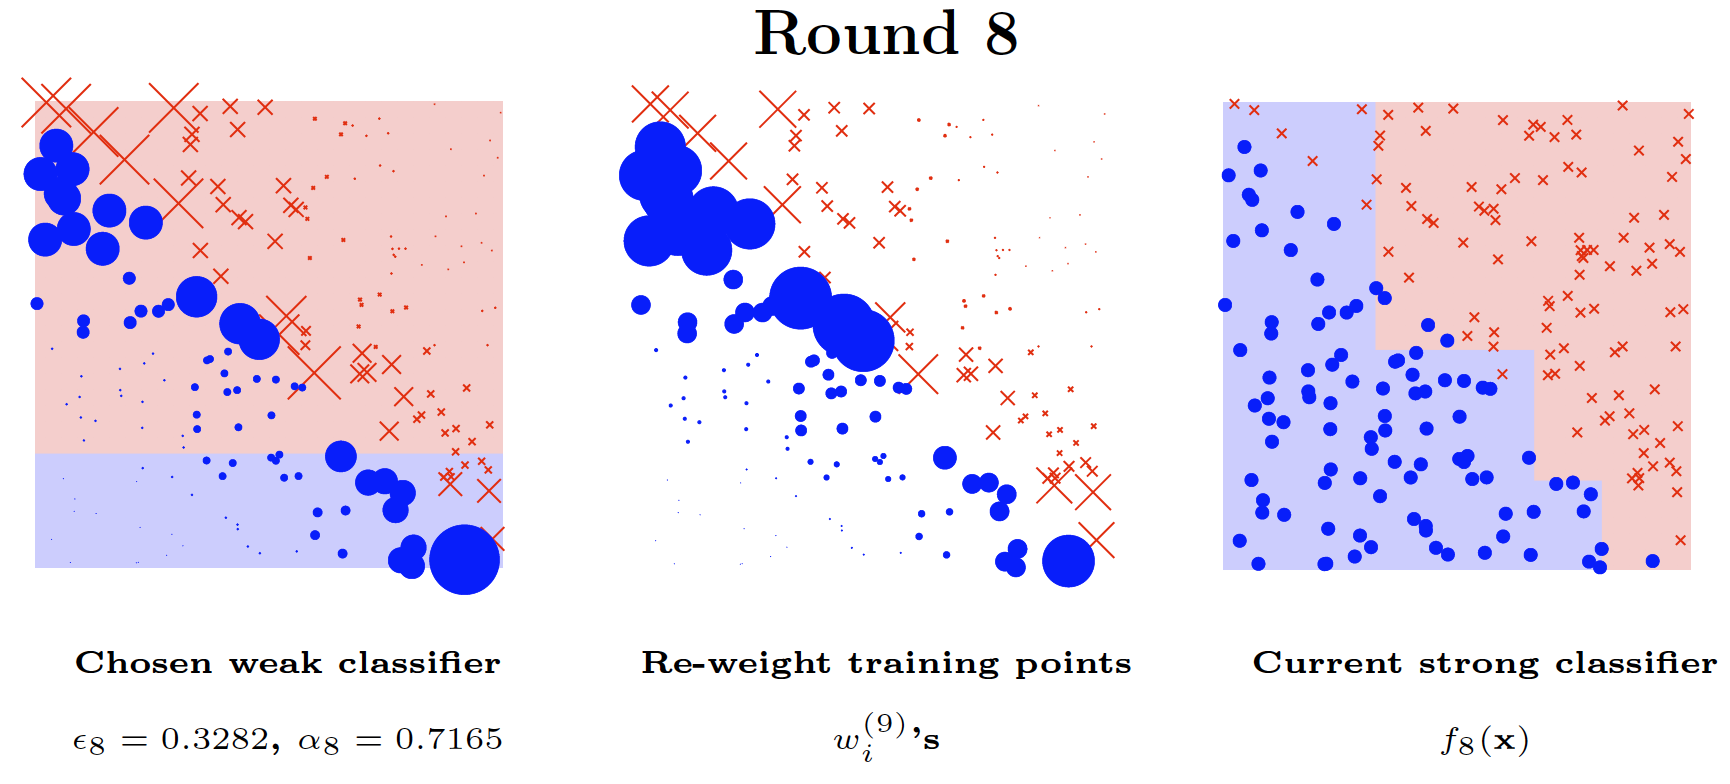 Round 8
Chosen weak classifier
Re-weight training points
Current strong classifier
ϵ₈ = 0.3282, α₈ = 0.7165
wᵢ⁽⁹⁾'s
f₈(x)